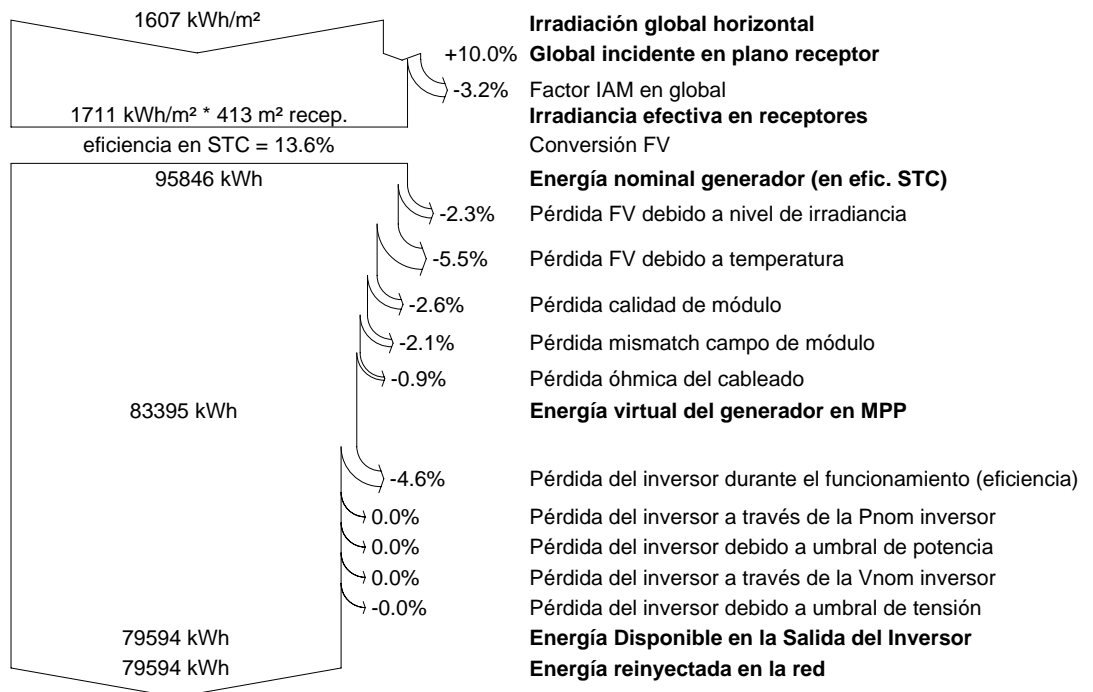 1607 kWh/m² Irradiación global horizontal
+10.0% Global incidente en plano receptor
-3.2% Factor IAM en global
1711 kWh/m² * 413 m² recep. Irradiancia efectiva en receptores
eficiencia en STC = 13.6% Conversión FV
95846 kWh Energía nominal generador (en efic. STC)
-2.3% Pérdida FV debido a nivel de irradiancia
-5.5% Pérdida FV debido a temperatura
-2.6% Pérdida calidad de módulo
-2.1% Pérdida mismatch campo de módulo
-0.9% Pérdida óhmica del cableado
83395 kWh Energía virtual del generador en MPP
-4.6% Pérdida del inversor durante el funcionamiento (eficiencia)
0.0% Pérdida del inversor a través de la Pnom inversor
0.0% Pérdida del inversor debido a umbral de potencia
0.0% Pérdida del inversor a través de la Vnom inversor
-0.0% Pérdida del inversor debido a umbral de tensión
79594 kWh Energía Disponible en la Salida del Inversor
79594 kWh Energía reinyectada en la red